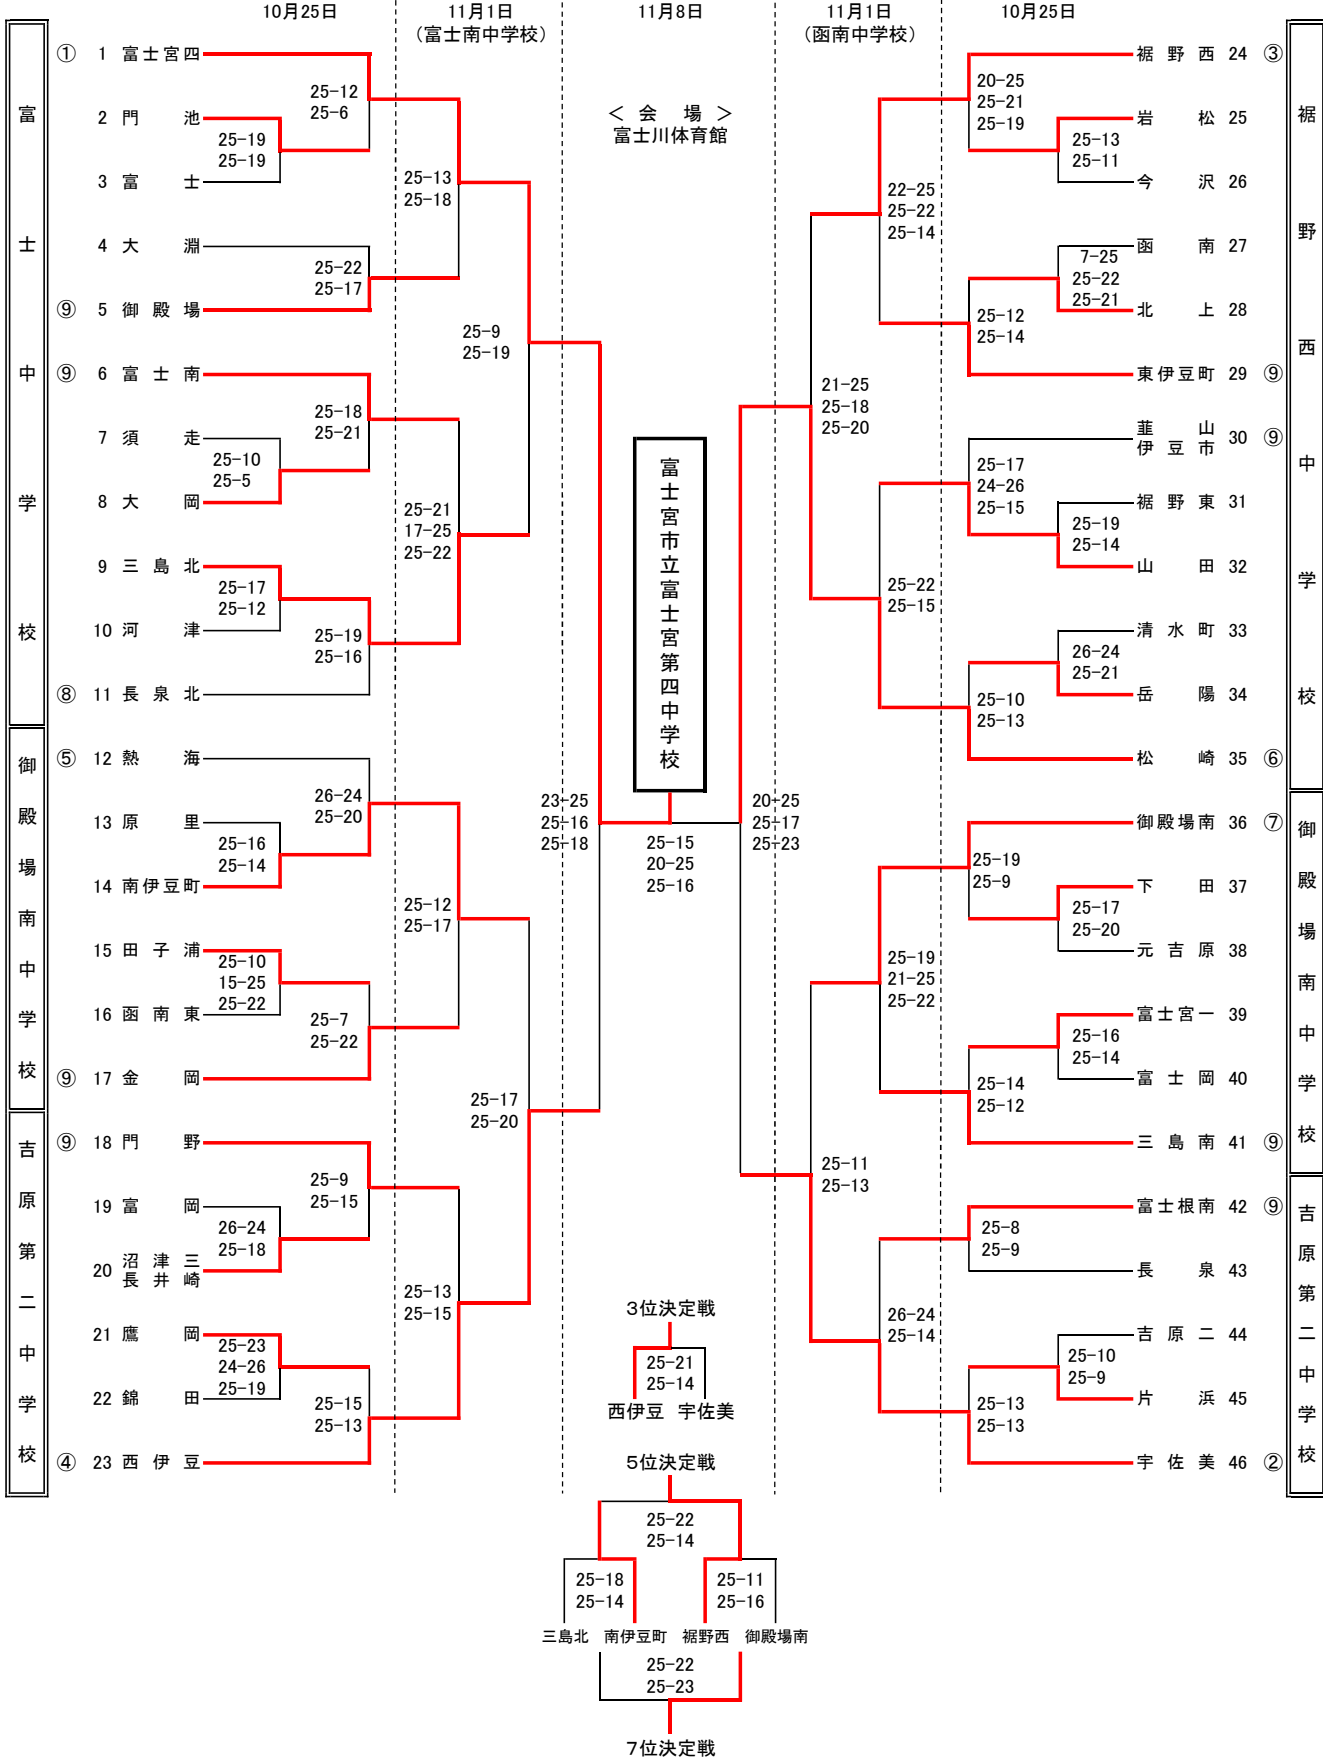 10月25日
11月1日
(富士南中学校)
11月8日
11月1日
(函南中学校)
10月25日
＜ 会 場 ＞
富士川体育館
富士中学校
御殿場南中学校
吉原第二中学校
① 1 富士宮四
2 門池
3 富士
4 大淵
⑨ 5 御殿場
⑨ 6 富士南
7 須走
8 大岡
9 三島北
10 河津
⑧ 11 長泉北
⑤ 12 熱海
13 原里
14 南伊豆町
15 田子浦
16 函南東
⑨ 17 金岡
⑨ 18 門野
19 富岡
20 沼津三
長井崎
21 鷹岡
22 錦田
④ 23 西伊豆
25-19
25-19
25-10
25-5
25-17
25-12
25-16
25-14
25-10
15-25
25-22
26-24
25-18
25-23
24-26
25-19
25-12
25-6
25-22
25-17
25-18
25-21
25-19
25-16
26-24
25-20
25-7
25-22
25-9
25-15
25-15
25-13
25-13
25-18
25-21
17-25
25-22
25-12
25-17
25-13
25-15
25-9
25-19
25-17
25-20
23-25
25-16
25-18
富士宮市立富士宮第四中学校
25-15
20-25
25-16
20-25
25-17
25-23
21-25
25-18
25-20
25-11
25-13
22-25
25-22
25-14
25-22
25-15
25-19
21-25
25-22
26-24
25-14
20-25
25-21
25-19
25-12
25-14
25-17
24-26
25-15
25-10
25-13
25-19
25-9
25-14
25-12
25-8
25-9
25-13
25-13
25-13
25-11
7-25
25-22
25-21
25-19
25-14
26-24
25-21
25-17
25-20
25-16
25-14
25-10
25-9
裾野西 24 ③
岩松 25
今沢 26
函南 27
北上 28
東伊豆町 29 ⑨
韮山
伊豆市 30 ⑨
裾野東 31
山田 32
清水町 33
岳陽 34
松崎 35 ⑥
御殿場南 36 ⑦
下田 37
元吉原 38
富士宮一 39
富士岡 40
三島南 41 ⑨
富士根南 42 ⑨
長泉 43
吉原二 44
片浜 45
宇佐美 46 ②
裾野西中学校
御殿場南中学校
吉原第二中学校
3位決定戦
25-21
25-14
西伊豆 宇佐美
5位決定戦
25-22
25-14
25-18
25-14
25-11
25-16
三島北 南伊豆町 裾野西 御殿場南
25-22
25-23
7位決定戦